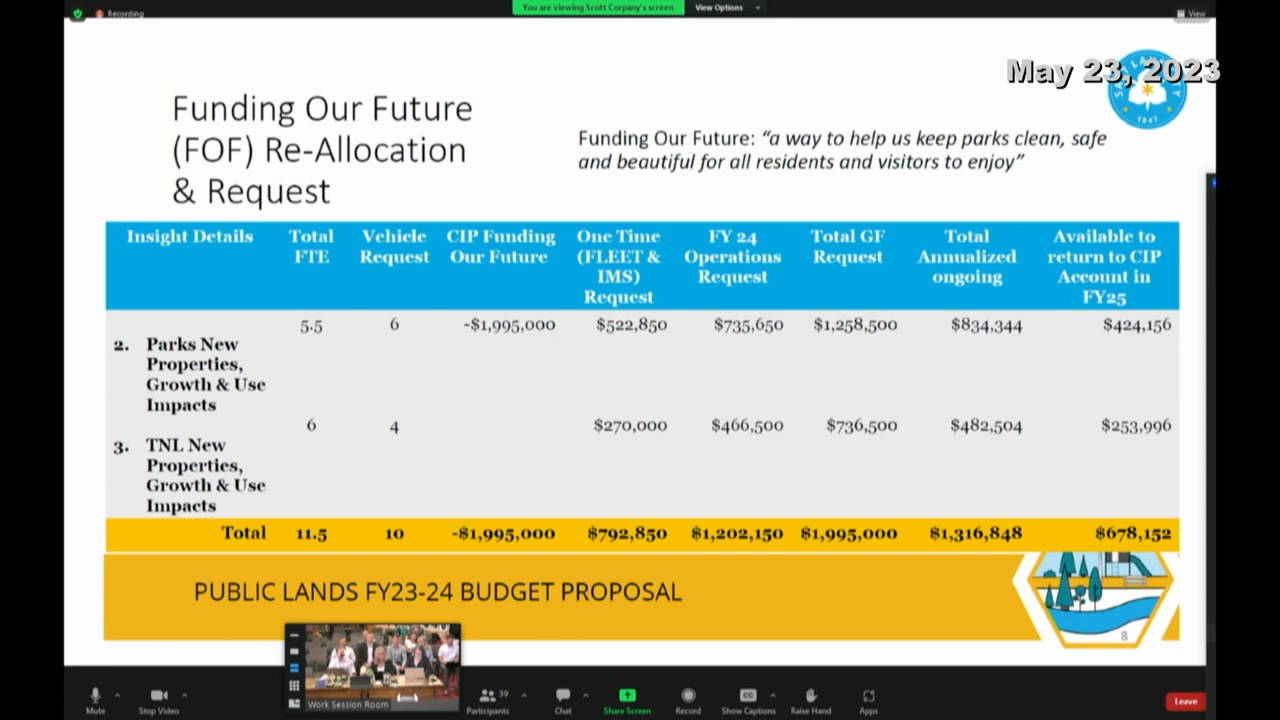 Recording
You are viewing Scott Corpany's screen
View Options
View
May 23, 2023
1847
Funding Our Future
(FOF) Re-Allocation
& Request
Funding Our Future: “a way to help us keep parks clean, safe
and beautiful for all residents and visitors to enjoy”
Insight Details
Total
FTE
Vehicle
Request
CIP Funding
Our Future
One Time
(FLEET &
IMS)
Request
FY 24
Operations
Request
Total GF
Request
Total
Annualized
ongoing
Available to
return to CIP
Account in
FY25
2. Parks New
Properties,
Growth & Use
Impacts
5.5 6 -$1,995,000 $522,850 $735,650 $1,258,500 $834,344 $424,156
3. TNL New
Properties,
Growth & Use
Impacts
6 4 $270,000 $466,500 $736,500 $482,504 $253,996
Total 11.5 10 -$1,995,000 $792,850 $1,202,150 $1,995,000 $1,316,848 $678,152
PUBLIC LANDS FY23-24 BUDGET PROPOSAL
8
Work Session Room
Mute
Stop Video
Participants
39
Chat
Share Screen
Record
CC
Show Captions
Raise Hand
Apps
Leave